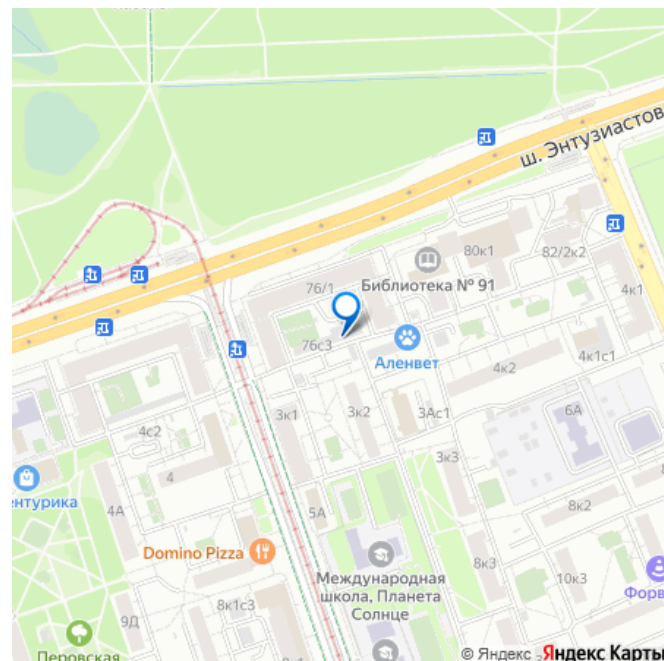 ш. Энтузиастов
80к1
82/2к2
Библиотека № 91
76/1
4к1
76с3
Аленвет
4к1с1
4к2
3к1
3к2
3Ас1
6А
4с2
3к3
4
ентурика
4А
5А
8к2
Domino Pizza
8к3
Международная
школа, Планета
Солнце
10к3
Форв
8к1с3
9Д
Перовская
© Яндекс Яндекс Карты